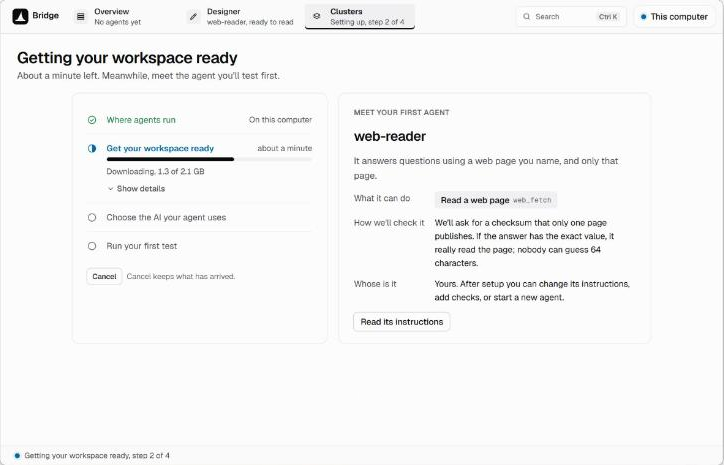 Bridge
Overview
No agents yet
Designer
web-reader, ready to read
Clusters
Setting up, step 2 of 4
Search
Ctrl K
This computer
Getting your workspace ready
About a minute left. Meanwhile, meet the agent you'll test first.
Where agents run
On this computer
Get your workspace ready
about a minute
Downloading, 1.3 of 2.1 GB
Show details
Choose the AI your agent uses
Run your first test
Cancel
Cancel keeps what has arrived.
MEET YOUR FIRST AGENT
web-reader
It answers questions using a web page you name, and only that
page.
What it can do
Read a web page web_fetch
How we'll check it
We'll ask for a checksum that only one page
publishes. If the answer has the exact value, it
really read the page; nobody can guess 64
characters.
Whose is it
Yours. After setup you can change its instructions,
add checks, or start a new agent.
Read its instructions
Getting your workspace ready, step 2 of 4